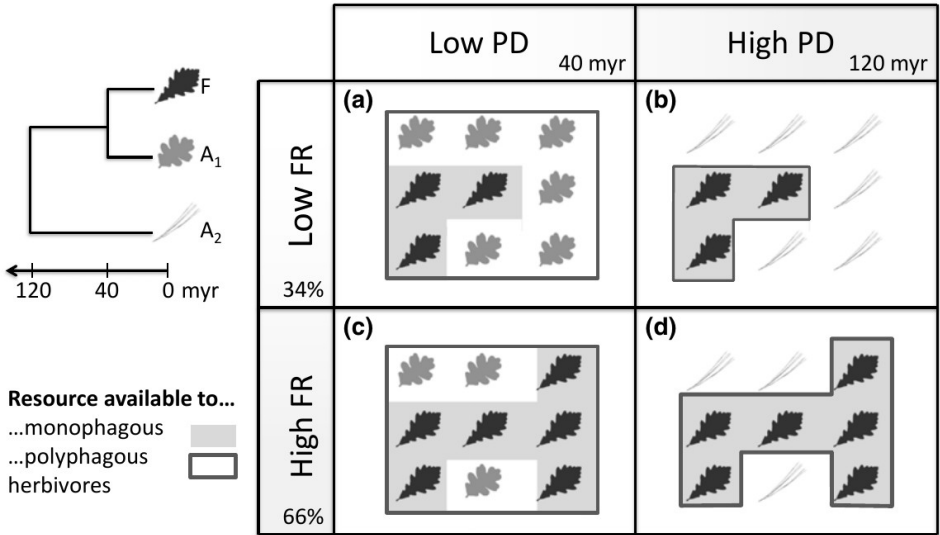 Low PD
40 myr
High PD
120 myr
F
A1
A2
120 40 0 myr
Low FR
34%
(a)
(b)
High FR
66%
(c)
(d)
Resource available to...
...monophagous
...polyphagous
herbivores